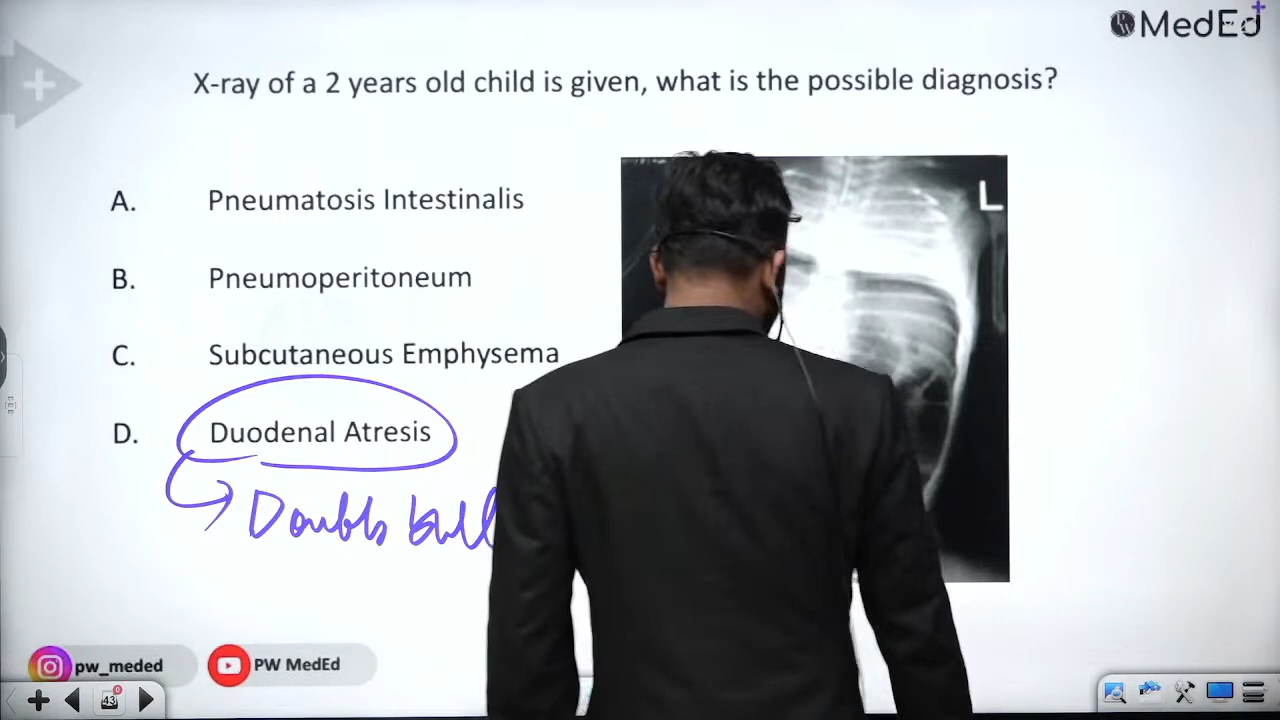 MedEd
X-ray of a 2 years old child is given, what is the possible diagnosis?
A. Pneumatosis Intestinalis
B. Pneumoperitoneum
C. Subcutaneous Emphysema
D. Duodenal Atresis
L
pw_meded
PW MedEd
43